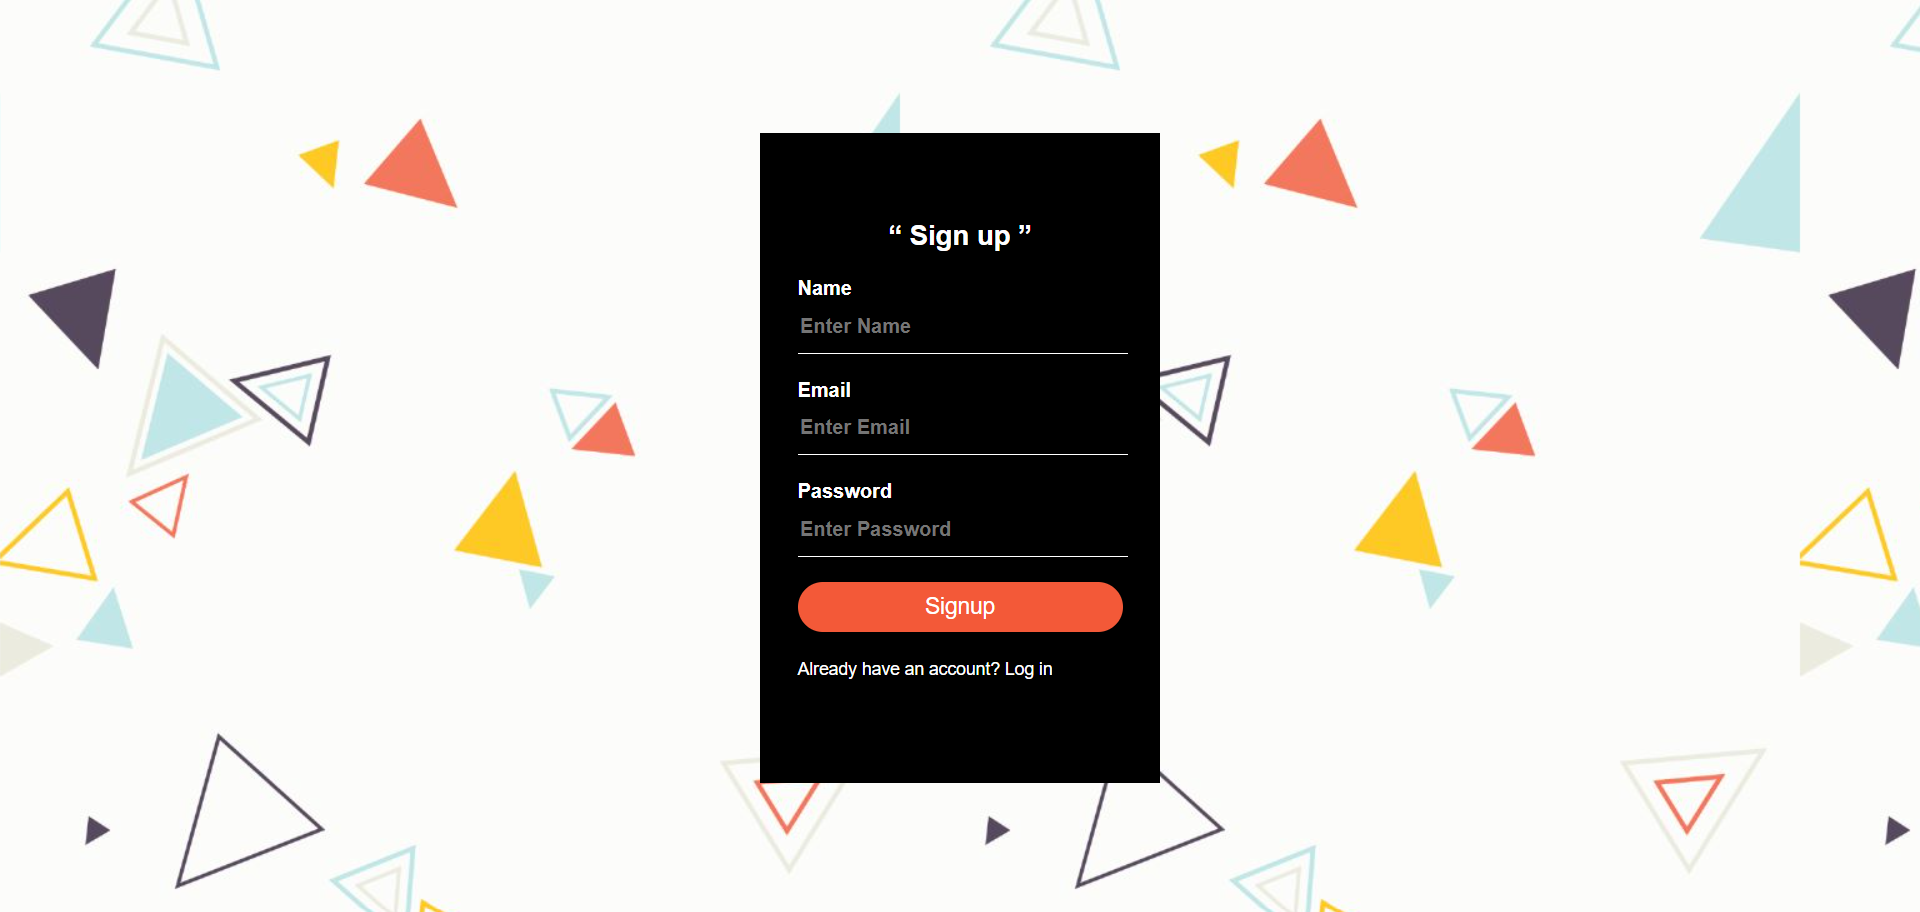 “ Sign up ”
Name
Enter Name
Email
Enter Email
Password
Enter Password
Signup
Already have an account? Log in